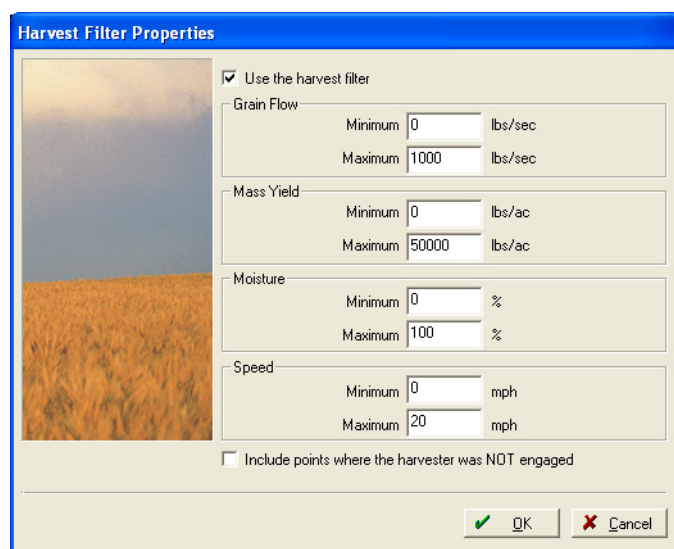 Harvest Filter Properties
Use the harvest filter
Grain Flow
Minimum 0 lbs/sec
Maximum 1000 lbs/sec
Mass Yield
Minimum 0 lbs/ac
Maximum 50000 lbs/ac
Moisture
Minimum 0 %
Maximum 100 %
Speed
Minimum 0 mph
Maximum 20 mph
Include points where the harvester was NOT engaged
OK Cancel